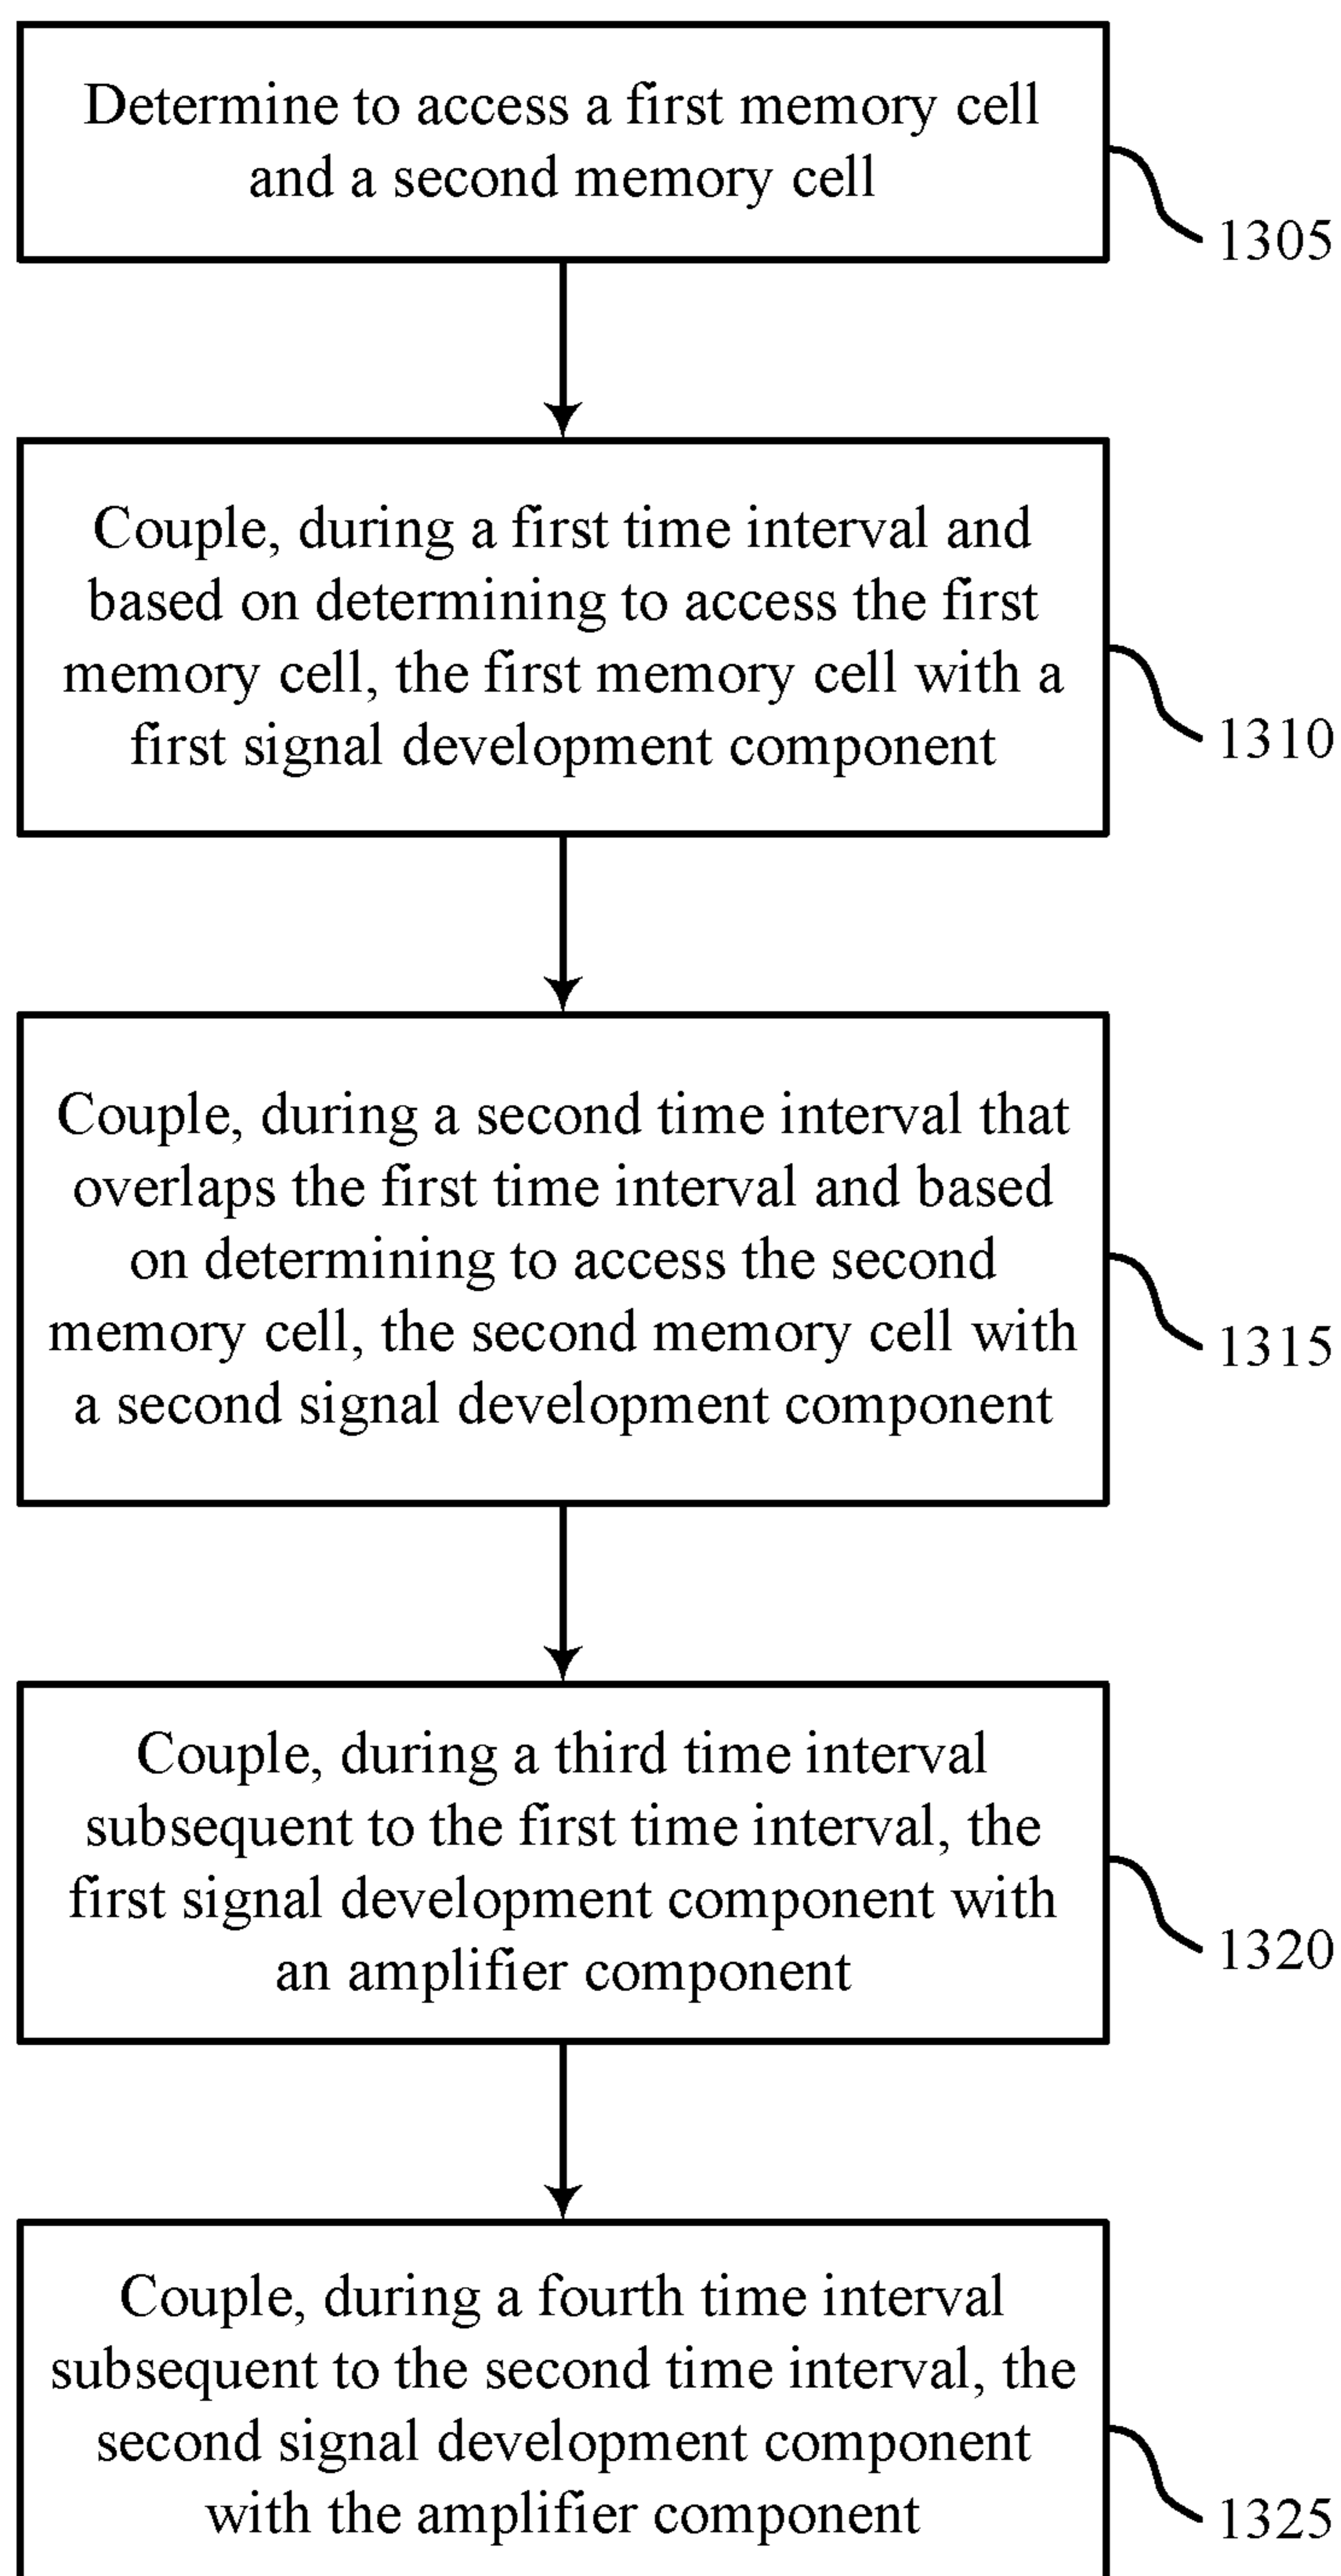 Determine to access a first memory cell
and a second memory cell
1305
Couple, during a first time interval and
based on determining to access the first
memory cell, the first memory cell with a
first signal development component
1310
Couple, during a second time interval that
overlaps the first time interval and based
on determining to access the second
memory cell, the second memory cell with
a second signal development component
1315
Couple, during a third time interval
subsequent to the first time interval, the
first signal development component with
an amplifier component
1320
Couple, during a fourth time interval
subsequent to the second time interval, the
second signal development component
with the amplifier component
1325